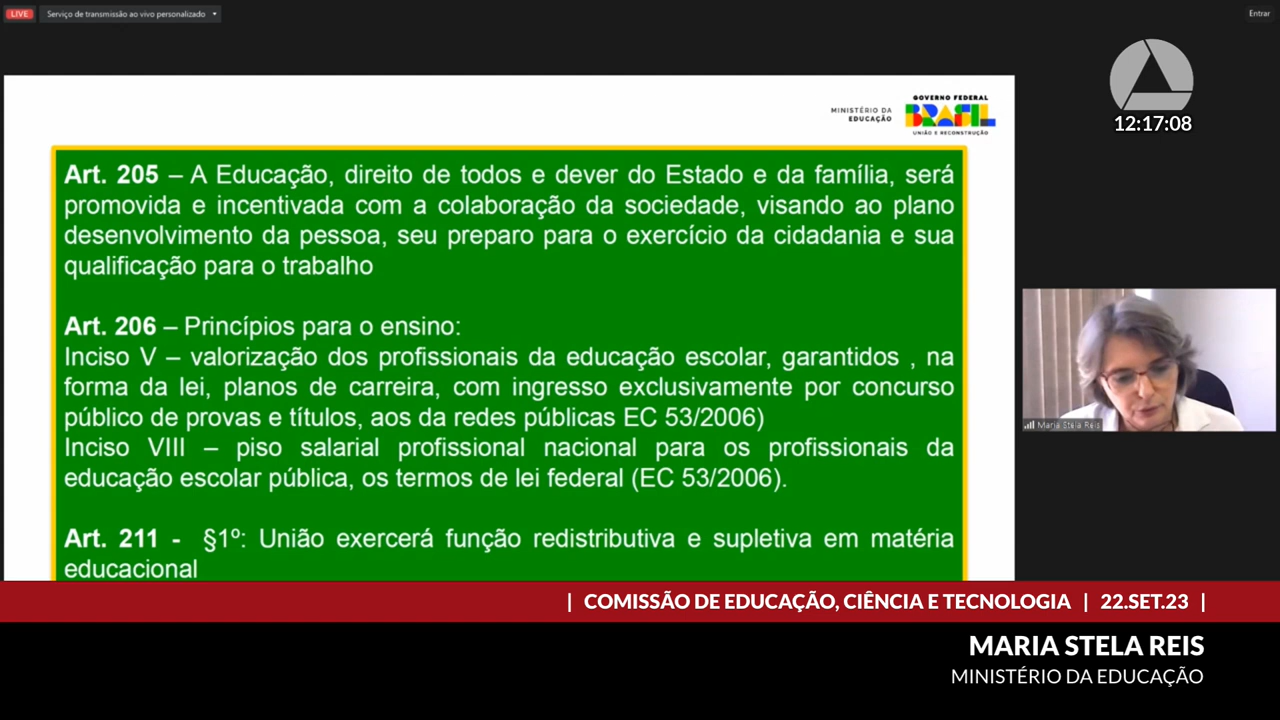 LIVE
Serviço de transmissão ao vivo personalizado
Entrar
12:17:08
MINISTÉRIO DA
EDUCAÇÃO
GOVERNO FEDERAL
BRASIL
UNIÃO E RECONSTRUÇÃO
Art. 205 – A Educação, direito de todos e dever do Estado e da família, será
promovida e incentivada com a colaboração da sociedade, visando ao plano
desenvolvimento da pessoa, seu preparo para o exercício da cidadania e sua
qualificação para o trabalho
Art. 206 – Princípios para o ensino:
Inciso V – valorização dos profissionais da educação escolar, garantidos , na
forma da lei, planos de carreira, com ingresso exclusivamente por concurso
público de provas e títulos, aos da redes públicas EC 53/2006)
Inciso VIII – piso salarial profissional nacional para os profissionais da
educação escolar pública, os termos de lei federal (EC 53/2006).
Art. 211 - §1º: União exercerá função redistributiva e supletiva em matéria
educacional
Maria Stela Reis
| COMISSÃO DE EDUCAÇÃO, CIÊNCIA E TECNOLOGIA | 22.SET.23 |
MARIA STELA REIS
MINISTÉRIO DA EDUCAÇÃO